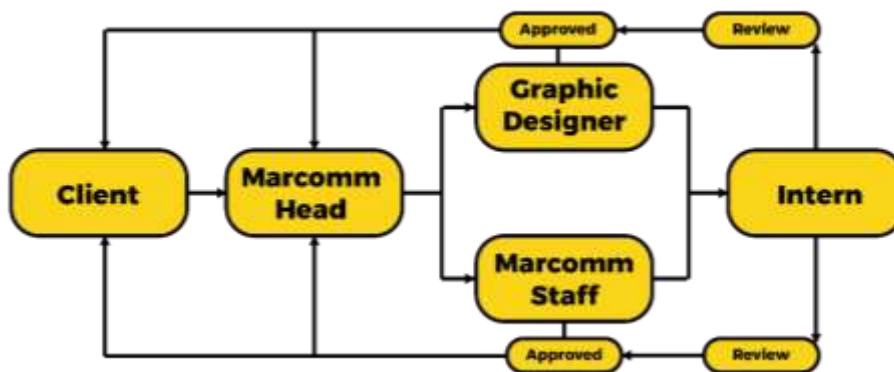 Approved
Review
Graphic
Designer
Client
Marcomm
Head
Intern
Marcomm
Staff
Approved
Review